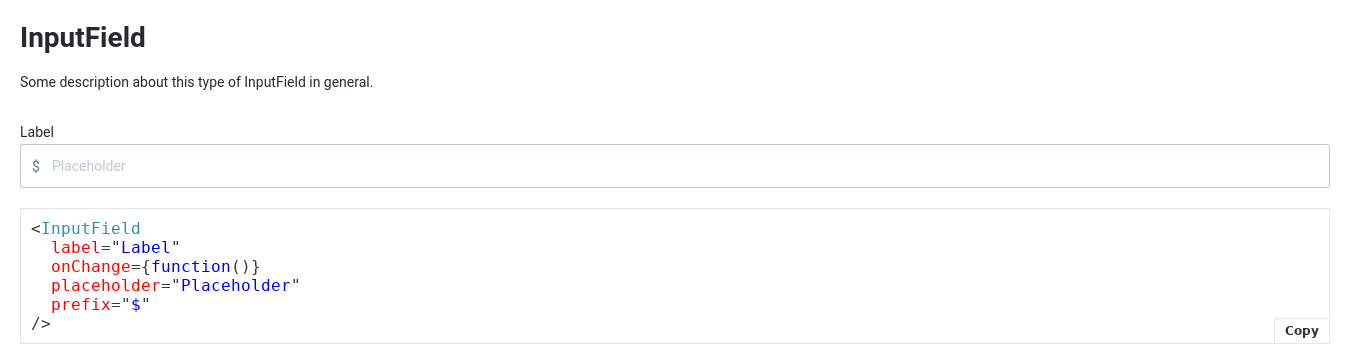 InputField
Some description about this type of InputField in general.
Label
$ Placeholder
<InputField
  label="Label"
  onChange={function()}
  placeholder="Placeholder"
  prefix="$"
/>
Copy